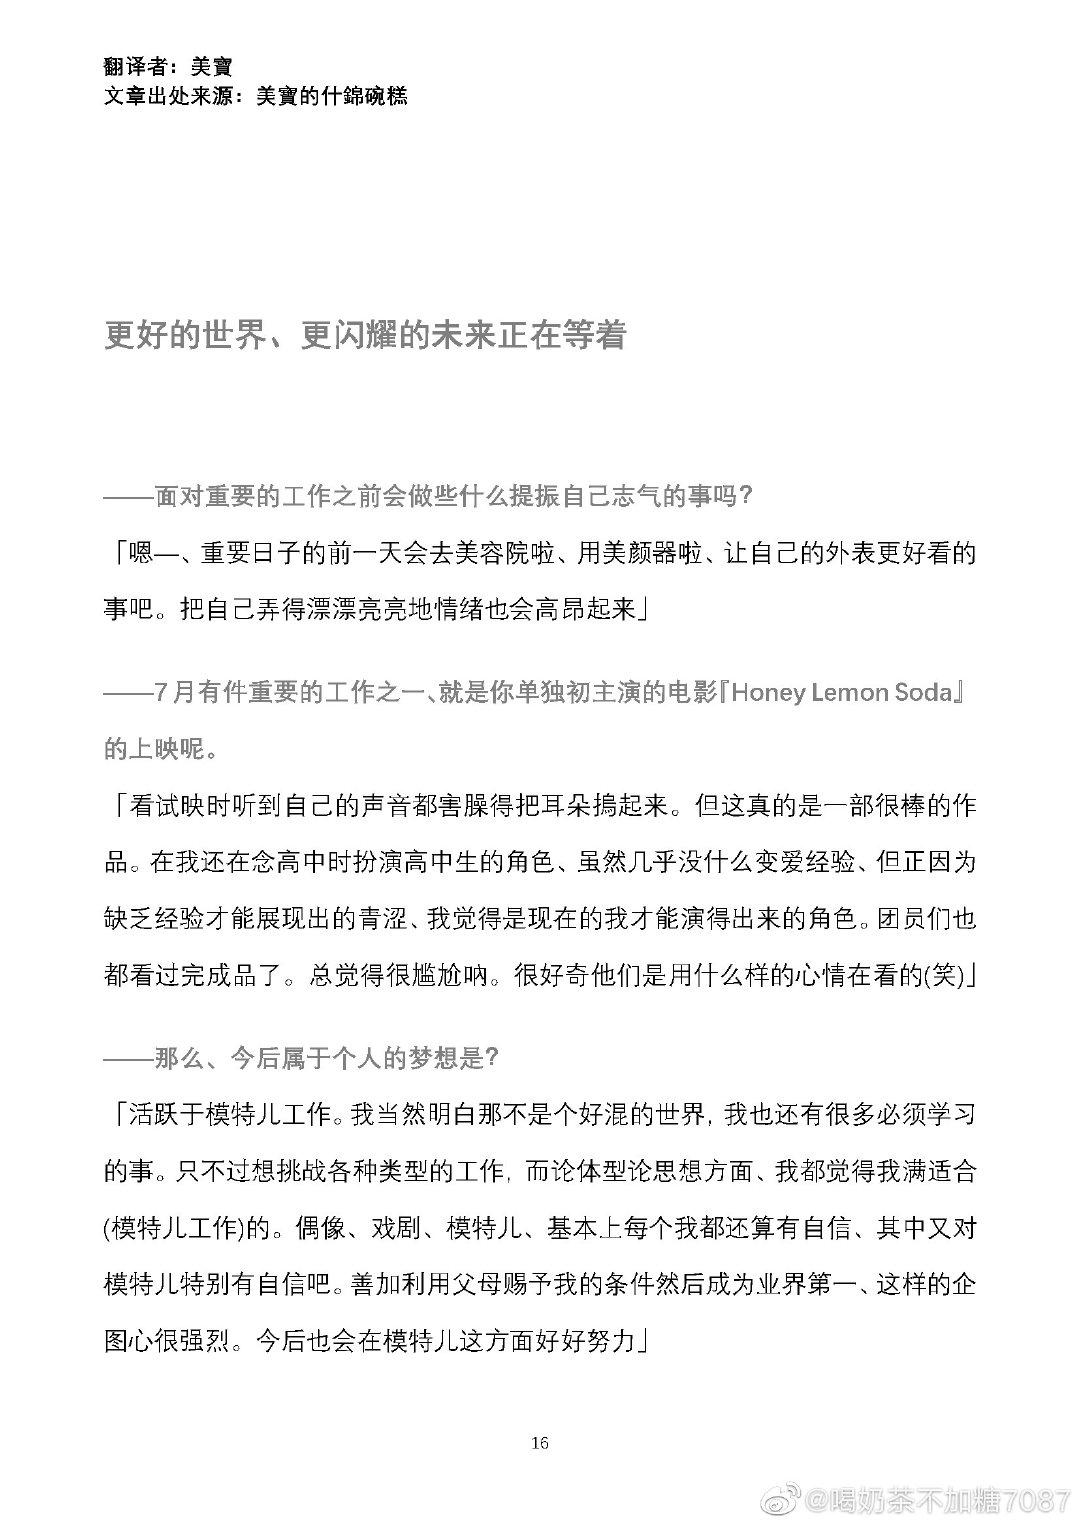 翻译者：美寳
文章出处来源：美寳的什錦碗糕
更好的世界、更闪耀的未来正在等着
——面对重要的工作之前会做些什么提振自己志气的事吗？
「嗯—、重要日子的前一天会去美容院啦、用美颜器啦、让自己的外表更好看的
事吧。把自己弄得漂漂亮亮地情绪也会高昂起来」
——7月有件重要的工作之一、就是你单独初主演的电影『Honey Lemon Soda』
的上映呢。
「看试映时听到自己的声音都害臊得把耳朵摀起来。但这真的是一部很棒的作
品。在我还在念高中时扮演高中生的角色、虽然几乎没什么变爱经验、但正因为
缺乏经验才能展现出的青涩、我觉得是现在的我才能演得出来的角色。团员们也
都看过完成品了。总觉得很尴尬呐。很好奇他们是用什么样的心情在看的(笑)」
——那么、今后属于个人的梦想是？
「活跃于模特儿工作。我当然明白那不是个好混的世界，我也还有很多必须学习
的事。只不过想挑战各种类型的工作，而论体型论思想方面、我都觉得我满适合
(模特儿工作)的。偶像、戏剧、模特儿、基本上每个我都还算有自信、其中又对
模特儿特别有自信吧。善加利用父母赐予我的条件然后成为业界第一、这样的企
图心很强烈。今后也会在模特儿这方面好好努力」
16
@喝奶茶不加糖7087